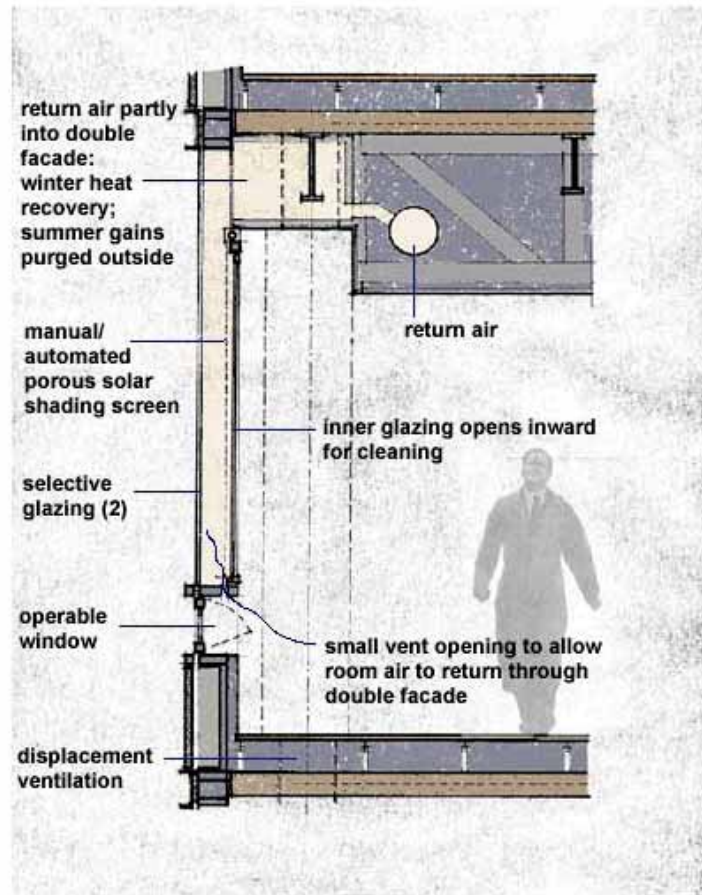 return air partly
into double
facade:
winter heat
recovery;
summer gains
purged outside
return air
manual/
automated
porous solar
shading screen
inner glazing opens inward
for cleaning
selective
glazing (2)
operable
window
small vent opening to allow
room air to return through
double facade
displacement
ventilation